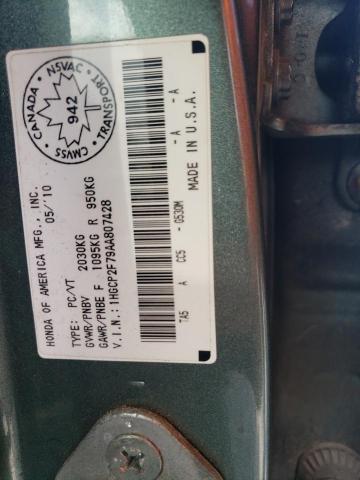 HONDA OF AMERICA MFG., INC.
05/'10
TYPE: PC/VT
GVWR/PNBV 2030KG
GAWR/PNBE F 1095KG R 950KG
V.I.N.: 1HGCP2F79AA807428
CANADA
NSVAC
942
CMVSS
TRANSPORT
TA5 A CC5 - G530M -A -A
MADE IN U.S.A.